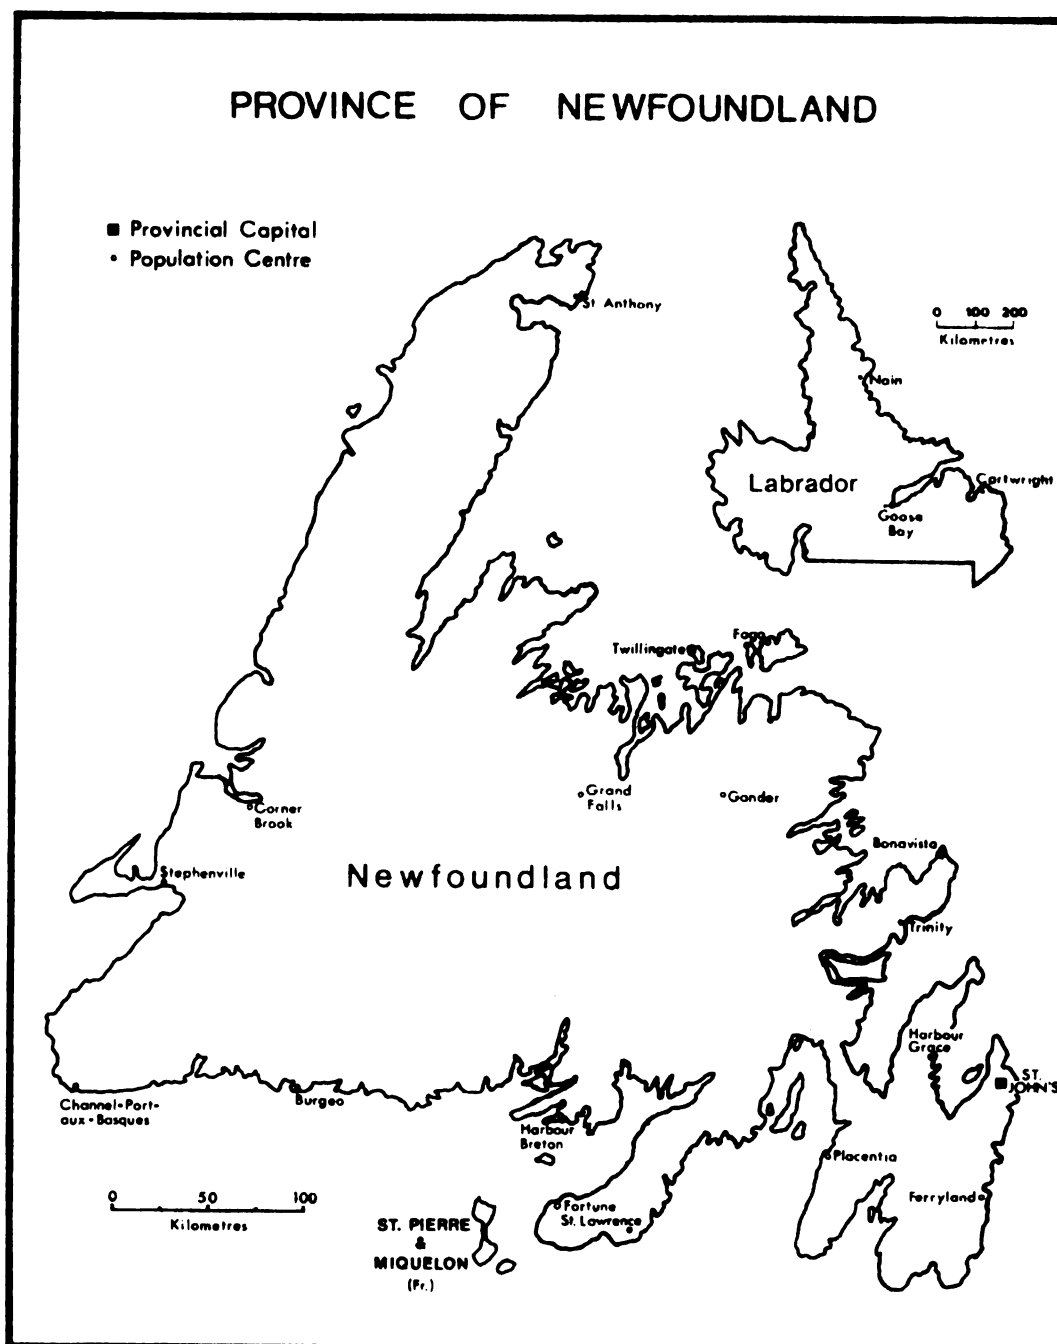 PROVINCE OF NEWFOUNDLAND
Provincial Capital
Population Centre
St Anthony
0 100 200
Kilometres
Nain
Labrador
Cartwright
Goose
Bay
Twillingate
Fogo
Grand
Falls
Gander
Corner
Brook
Bonavista
Stephenville
Newfoundland
Trinity
Harbour
Grace
ST.
JOHN'S
Channel-Port-
aux-Basques
Burgeo
Harbour
Breton
Placentia
0 50 100
Kilometres
Fortune
St. Lawrence
Ferryland
ST. PIERRE
&
MIQUELON
(Fr.)